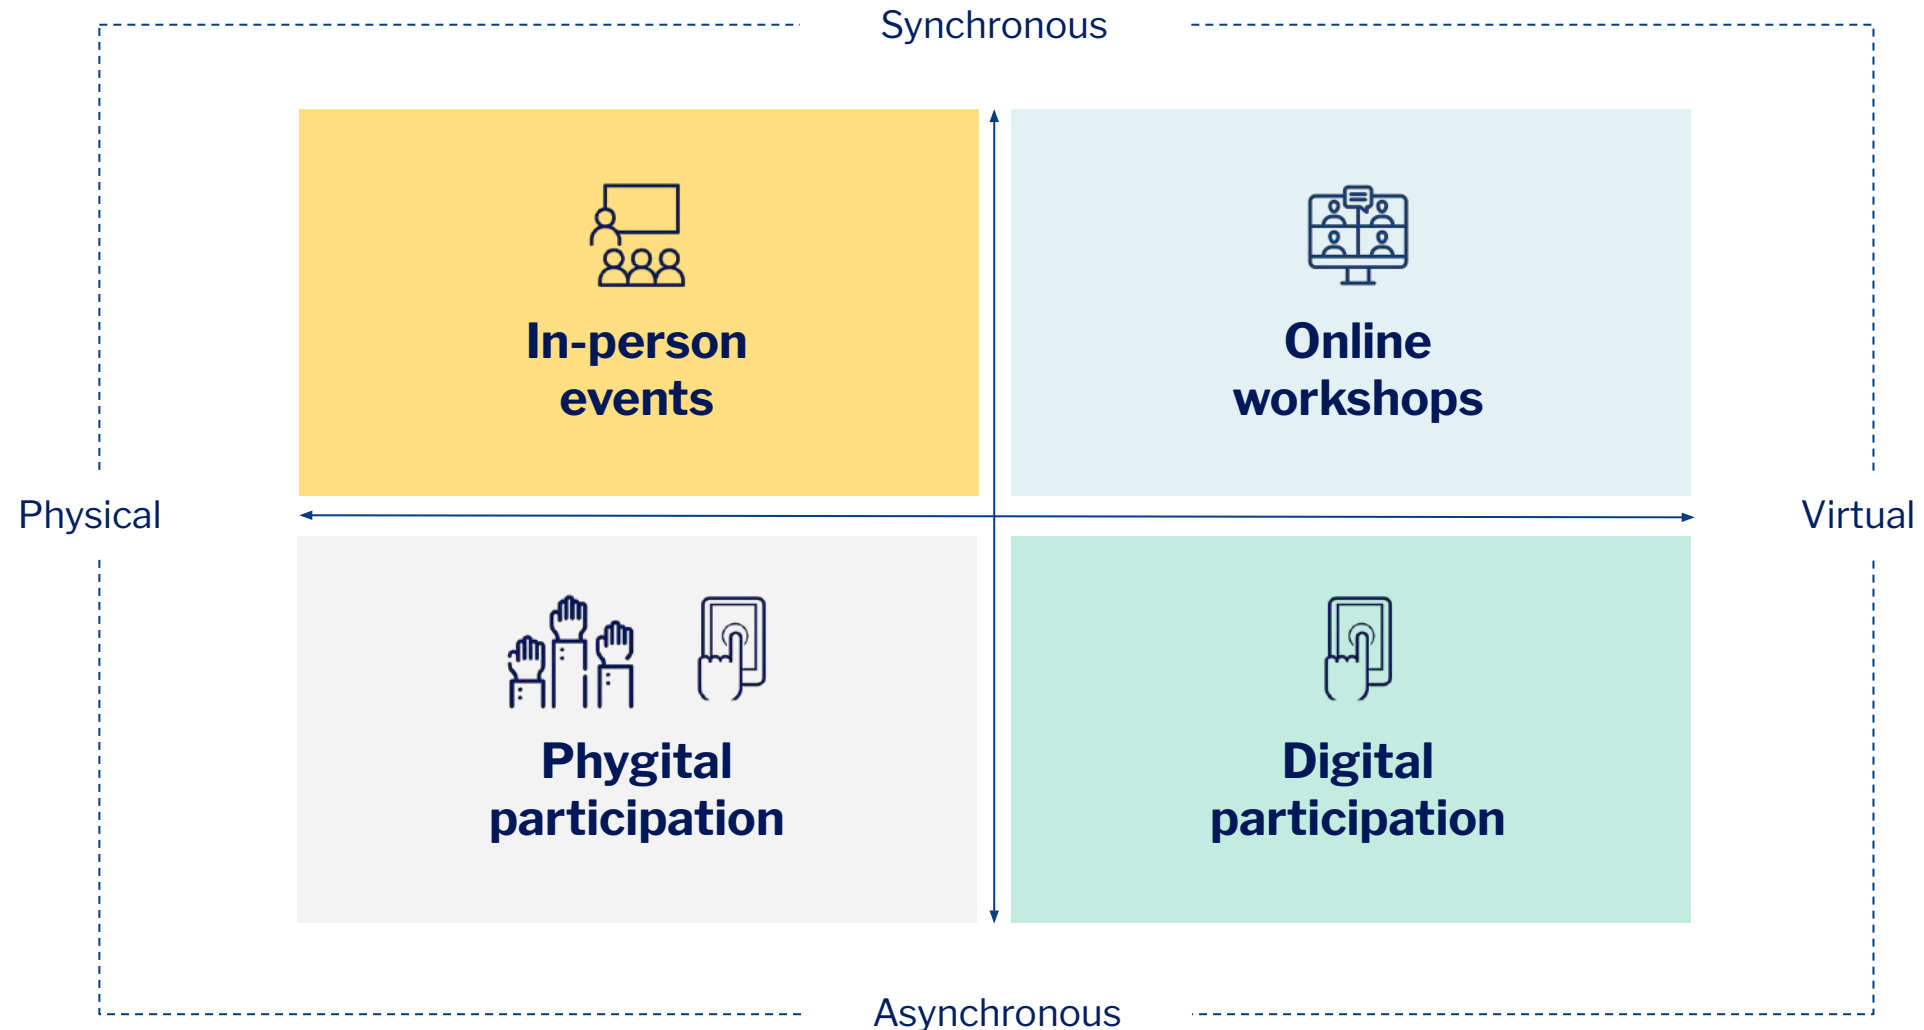 Synchronous
In-person
events
Online
workshops
Physical
Virtual
Phygital
participation
Digital
participation
Asynchronous